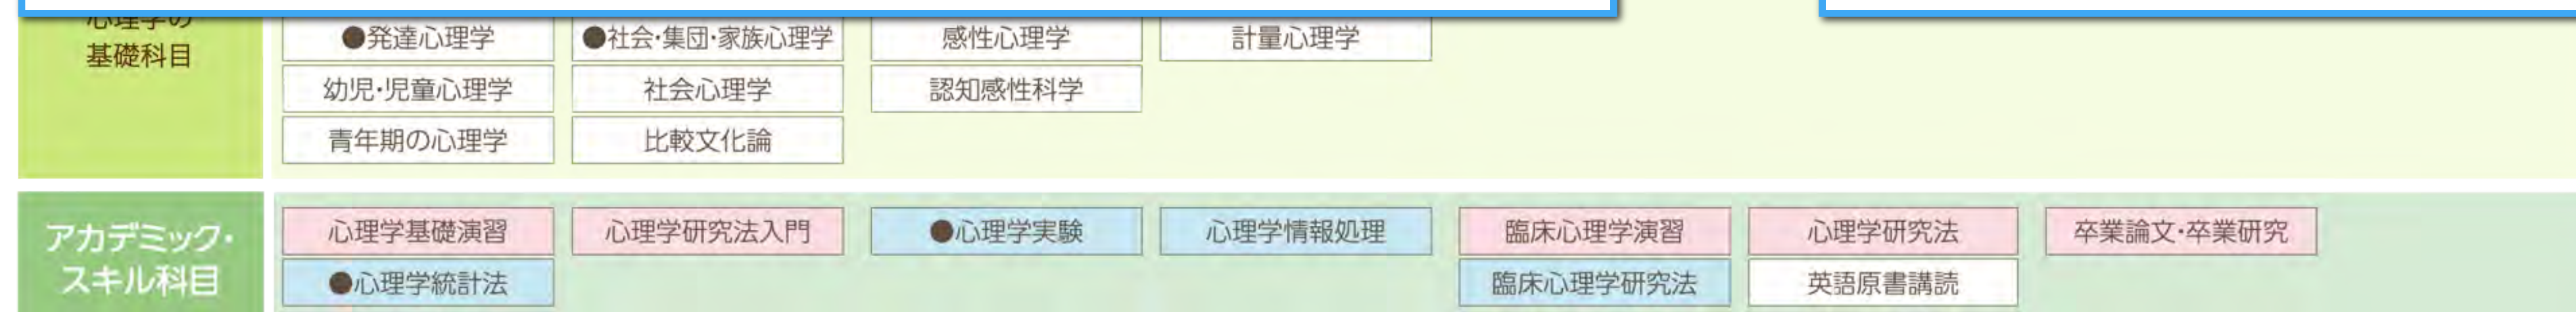 心理学の
基礎科目
●発達心理学
●社会・集団・家族心理学
感性心理学
計量心理学
幼児・児童心理学
社会心理学
認知感性科学
青年期の心理学
比較文化論
アカデミック・
スキル科目
心理学基礎演習
心理学研究法入門
●心理学実験
心理学情報処理
臨床心理学演習
心理学研究法
卒業論文・卒業研究
●心理学統計法
臨床心理学研究法
英語原書講読